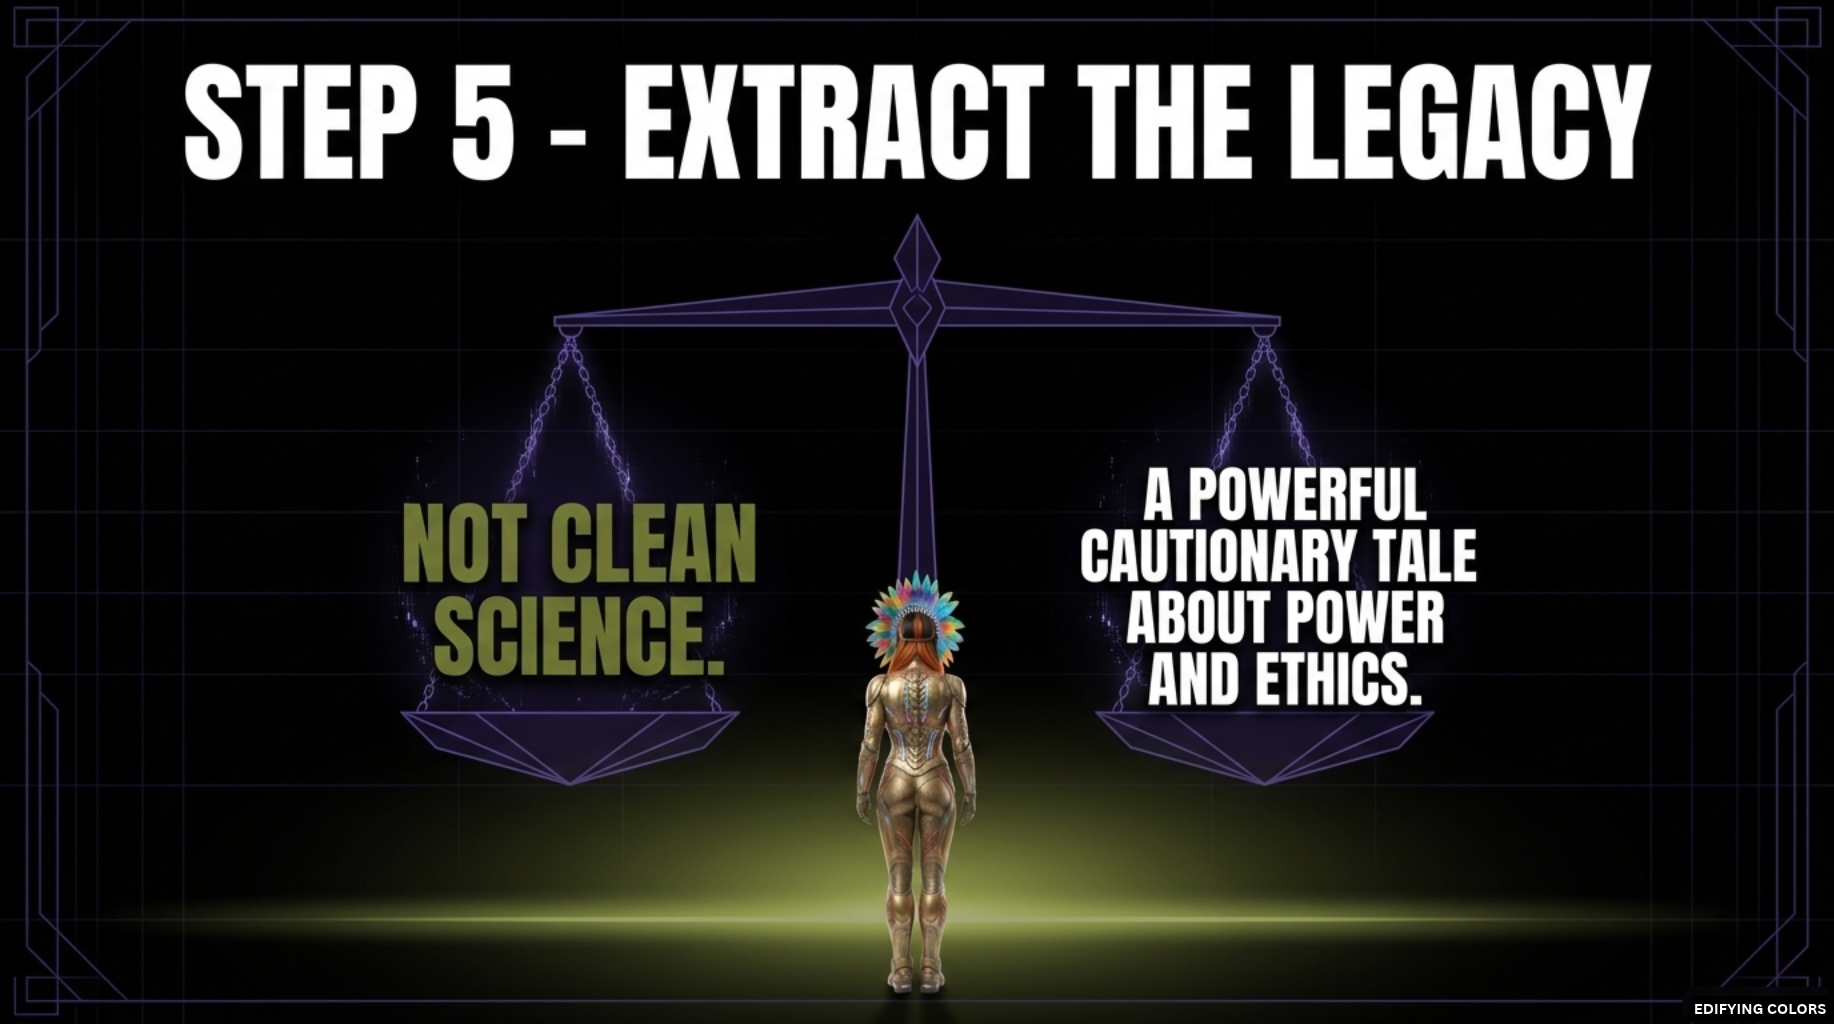 STEP 5 - EXTRACT THE LEGACY
NOT CLEAN
SCIENCE.
A POWERFUL
CAUTIONARY TALE
ABOUT POWER
AND ETHICS.
EDIFYING COLORS